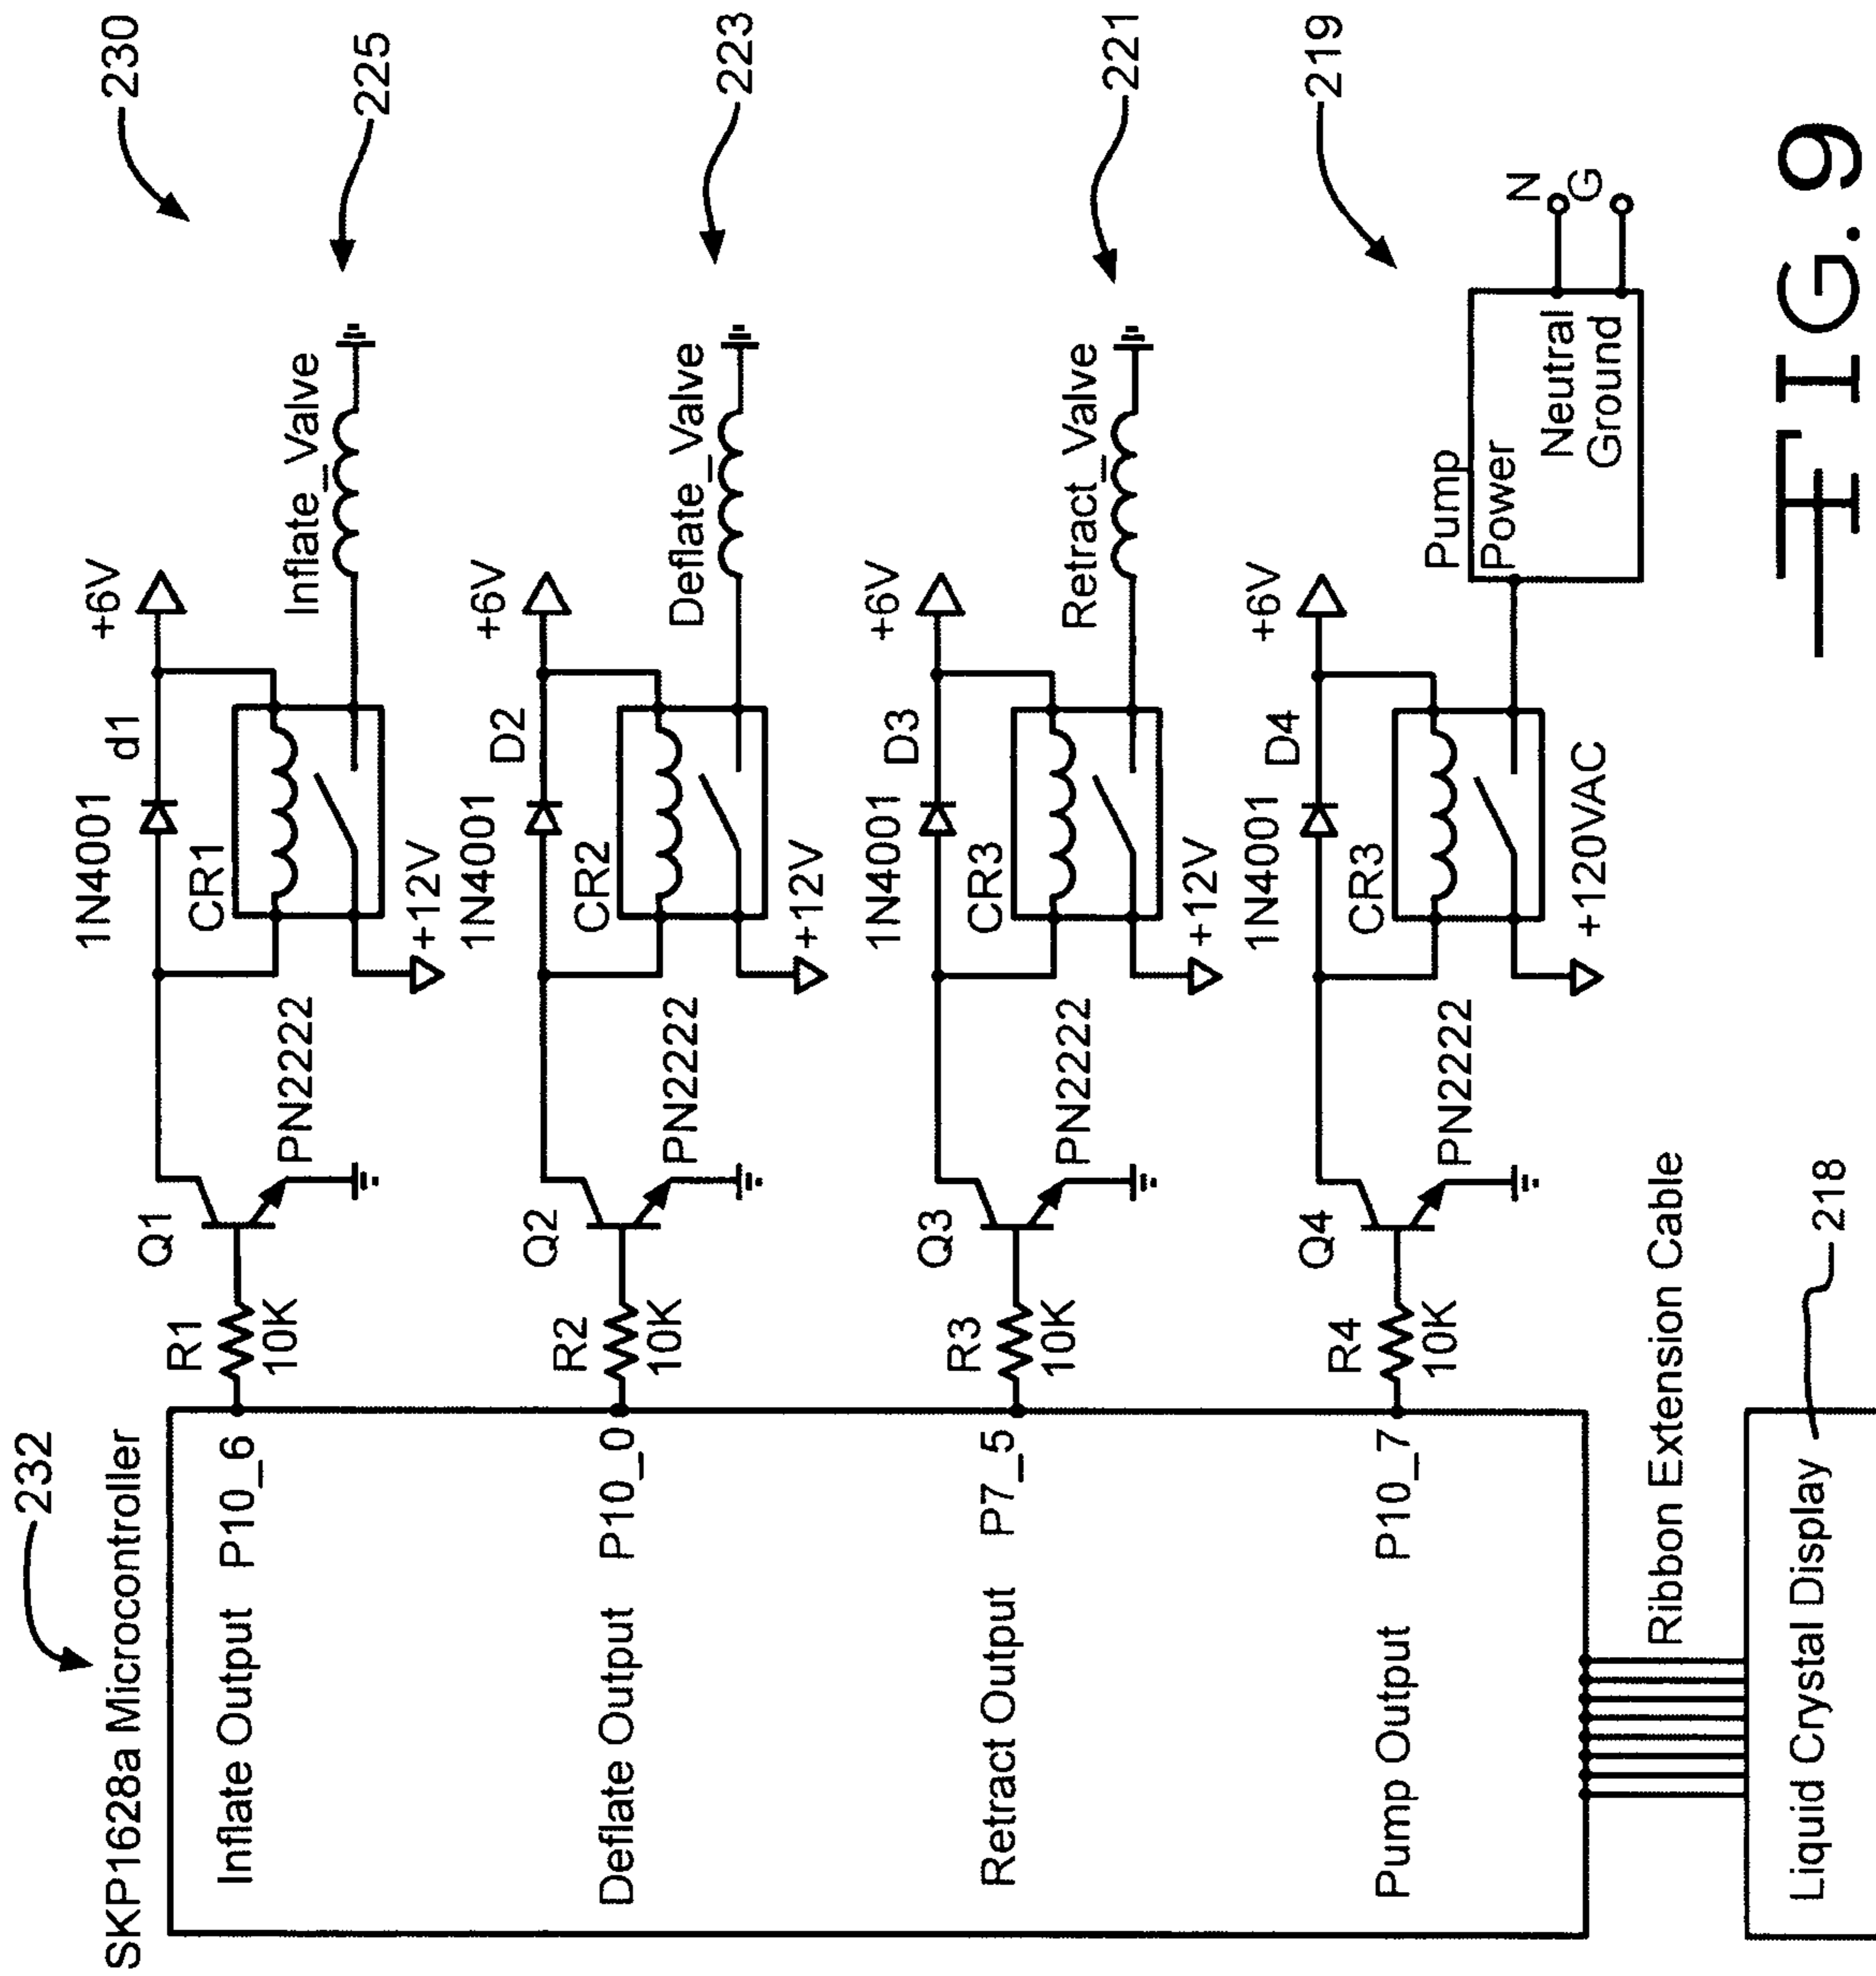 230
232
SKP1628a Microcontroller
225
Inflate Output P10_6
R1
10K
Q1
PN2222
1N4001
d1
CR1
+12V
+6V
Inflate_Valve
223
Deflate Output P10_0
R2
10K
Q2
PN2222
1N4001
D2
CR2
+12V
+6V
Deflate_Valve
221
Retract Output P7_5
R3
10K
Q3
PN2222
1N4001
D3
CR3
+12V
+6V
Retract_Valve
219
Pump Output P10_7
R4
10K
Q4
PN2222
1N4001
D4
CR3
+120VAC
+6V
Pump
Power
Neutral
Ground
N
G
Ribbon Extension Cable
Liquid Crystal Display
218
FIG. 9